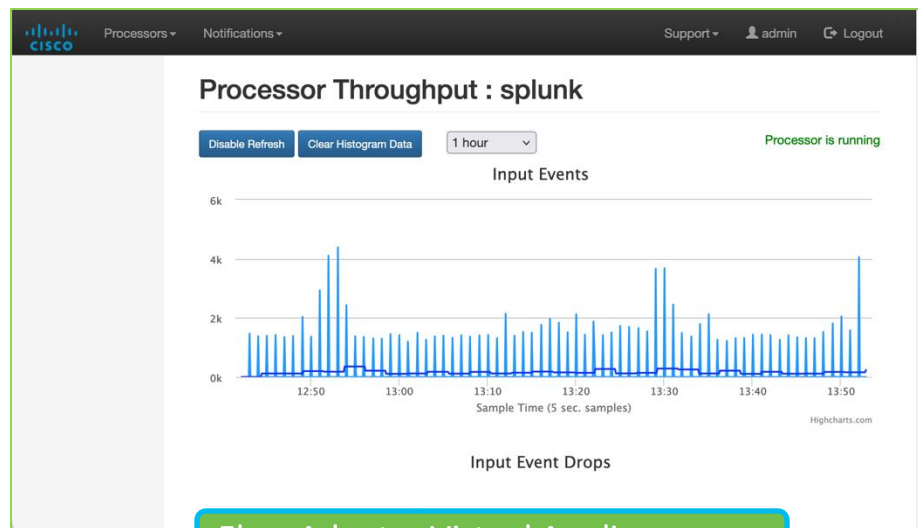 CISCO
Processors
Notifications
Support
admin
Logout
Processor Throughput : splunk
Disable Refresh
Clear Histogram Data
1 hour
Processor is running
Input Events
6k
4k
2k
0k
12:50
13:00
13:10
13:20
13:30
13:40
13:50
Sample Time (5 sec. samples)
Highcharts.com
Input Event Drops